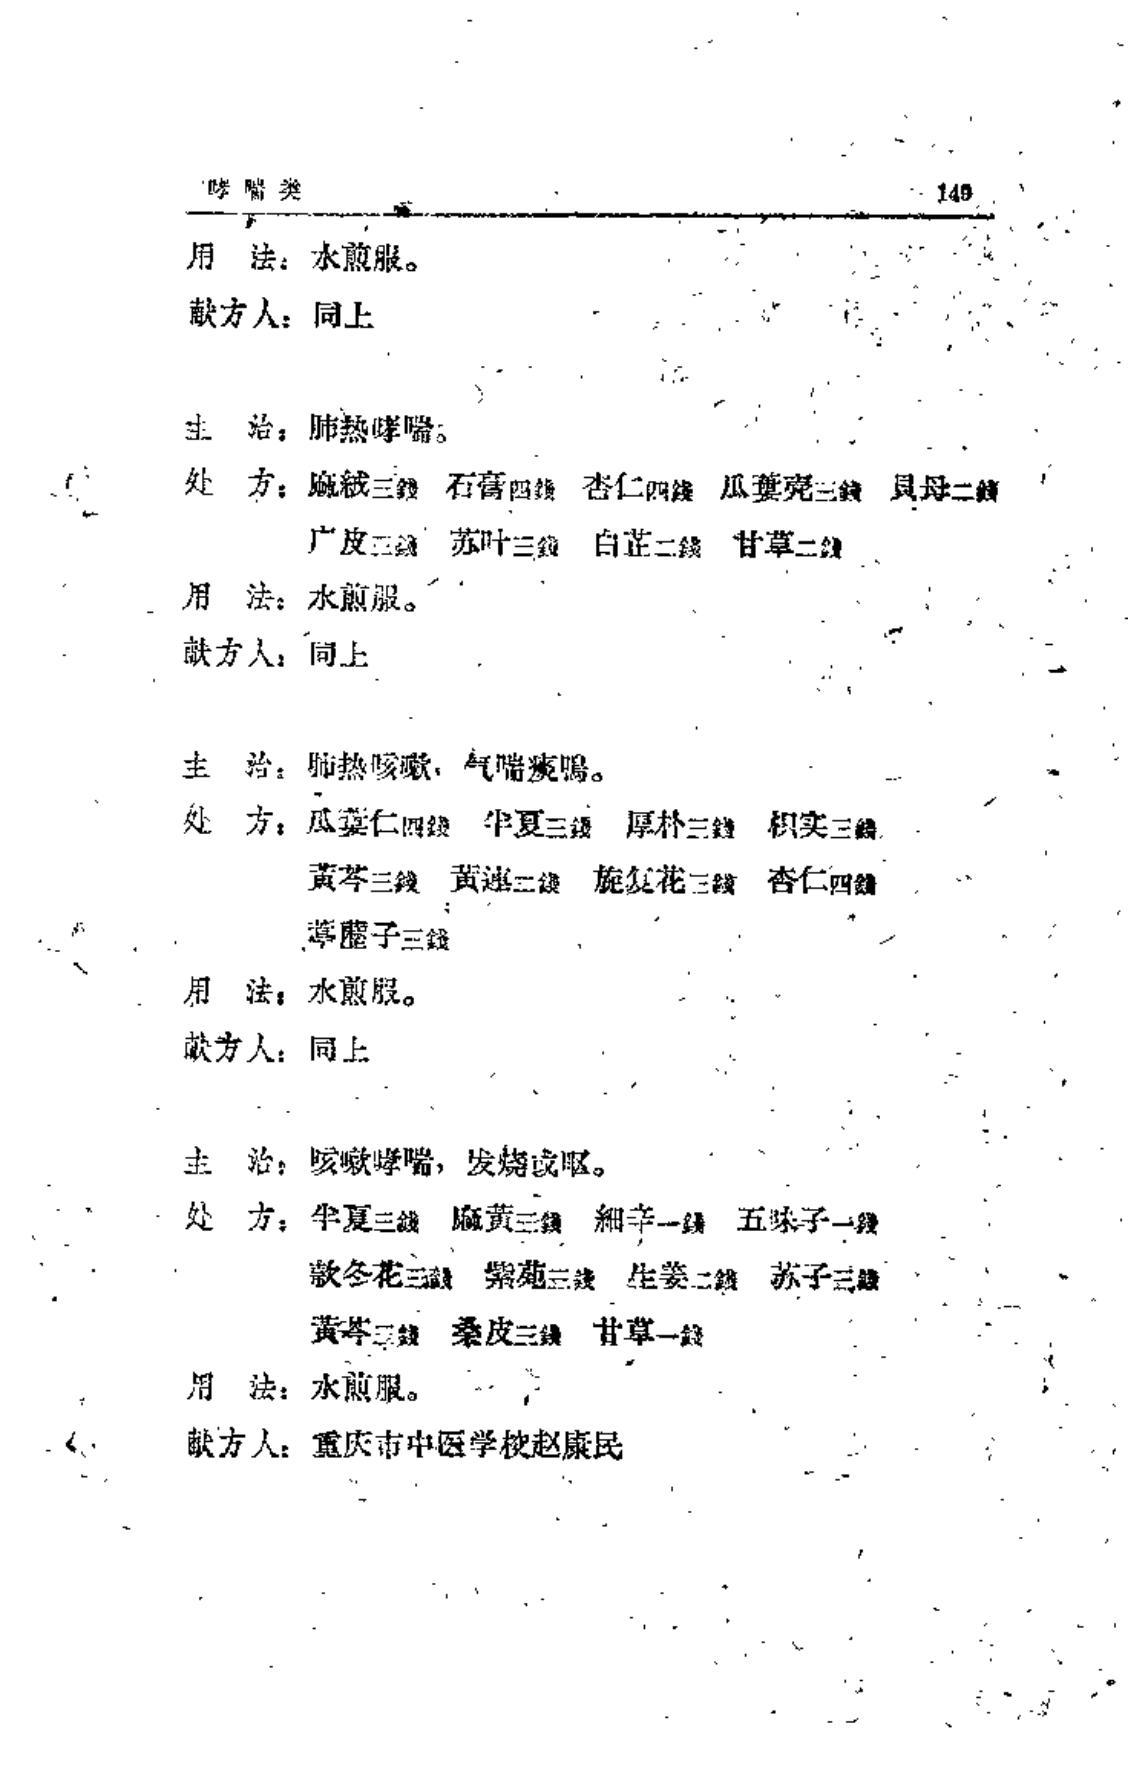 哮喘类 149
用 法：水煎服。
献方人：同上
主 治：肺热哮喘。
处 方：麻絨三錢 石膏四錢 杏仁四錢 瓜蔞壳三錢 貝母二錢
广皮三錢 苏叶三錢 白芷二錢 甘草二錢
用 法：水煎服。
献方人：同上
主 治：肺热咳嗽，气喘痰鳴。
处 方：瓜蔞仁四錢 半夏三錢 厚朴三錢 枳实三錢
黃芩三錢 黃連二錢 旋复花三錢 杏仁四錢
葶藶子三錢
用 法：水煎服。
献方人：同上
主 治：咳嗽哮喘，发烧或呕。
处 方：半夏三錢 麻黃三錢 細辛一錢 五味子一錢
款冬花三錢 紫菀三錢 生姜二錢 苏子三錢
黃芩三錢 桑皮三錢 甘草一錢
用 法：水煎服。
献方人：重庆市中医学校赵康民